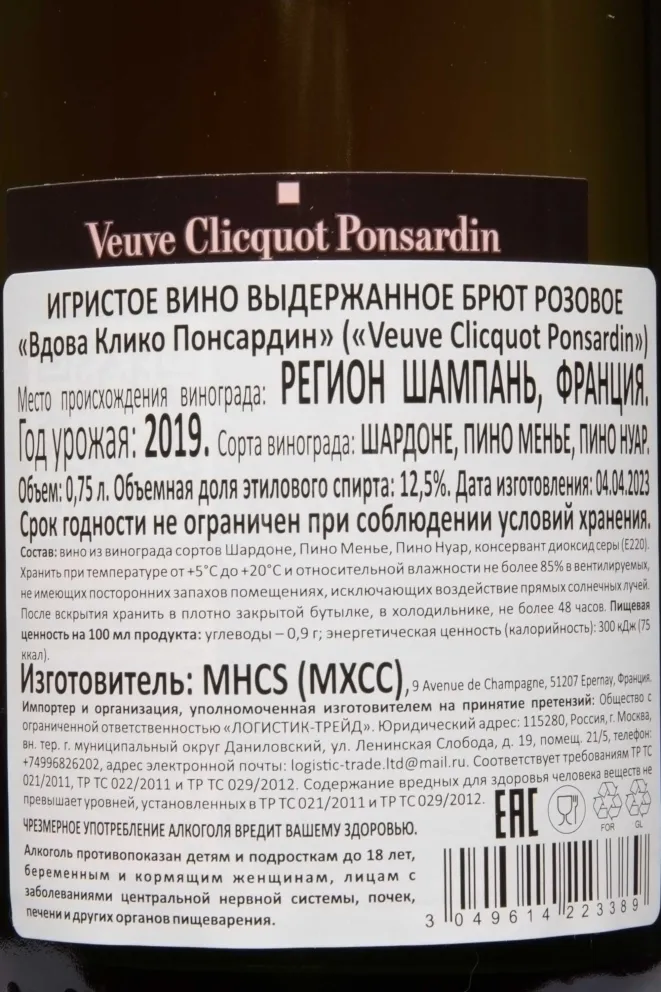 Veuve Clicquot Ponsardin
ИГРИСТОЕ ВИНО ВЫДЕРЖАННОЕ БРЮТ РОЗОВОЕ
«Вдова Клико Понсардин» («Veuve Clicquot Ponsardin»)
Место происхождения винограда: РЕГИОН ШАМПАНЬ, ФРАНЦИЯ.
Год урожая: 2019. Сорта винограда: ШАРДОНЕ, ПИНО МЕНЬЕ, ПИНО НУАР.
Объем: 0,75 л. Объемная доля этилового спирта: 12,5%. Дата изготовления: 04.04.2023
Срок годности не ограничен при соблюдении условий хранения.
Состав: вино из винограда сортов Шардоне, Пино Менье, Пино Нуар, консервант диоксид серы (Е220).
Хранить при температуре от +5°С до +20°С и относительной влажности не более 85% в вентилируемых,
не имеющих посторонних запахов помещениях, исключающих воздействие прямых солнечных лучей.
После вскрытия хранить в плотно закрытой бутылке, в холодильнике, не более 48 часов. Пищевая
ценность на 100 мл продукта: углеводы – 0,9 г; энергетическая ценность (калорийность): 300 кДж (75
ккал).
Изготовитель: MHCS (МХСС), 9 Avenue de Champagne, 51207 Epernay, Франция.
Импортер и организация, уполномоченная изготовителем на принятие претензий: Общество с
ограниченной ответственностью «ЛОГИСТИК-ТРЕЙД». Юридический адрес: 115280, Россия, г. Москва,
вн. тер. г. муниципальный округ Даниловский, ул. Ленинская Слобода, д. 19, помещ. 21/5, телефон:
+74996826202, адрес электронной почты: logistic-trade.ltd@mail.ru. Соответствует требованиям ТР ТС
021/2011, ТР ТС 022/2011 и ТР ТС 029/2012. Содержание вредных для здоровья человека веществ не
превышает уровней, установленных в ТР ТС 021/2011 и ТР ТС 029/2012.
ЕАС
FOR GL
ЧРЕЗМЕРНОЕ УПОТРЕБЛЕНИЕ АЛКОГОЛЯ ВРЕДИТ ВАШЕМУ ЗДОРОВЬЮ.
Алкоголь противопоказан детям и подросткам до 18 лет,
беременным и кормящим женщинам, лицам с
заболеваниями центральной нервной системы, почек,
печени и других органов пищеварения.
3 049614 223389